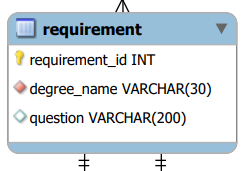 requirement
requirement_id INT
degree_name VARCHAR(30)
question VARCHAR(200)